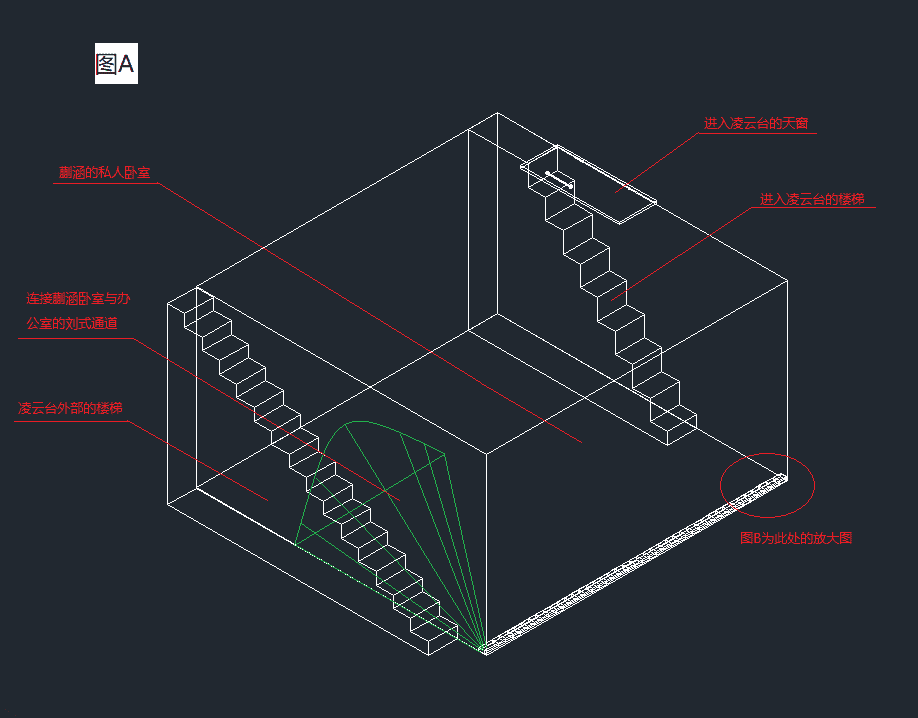 图A
进入凌云台的天窗
蒯涵的私人卧室
进入凌云台的楼梯
连接蒯涵卧室与办
公室的刘式通道
凌云台外部的楼梯
图B为此处的放大图